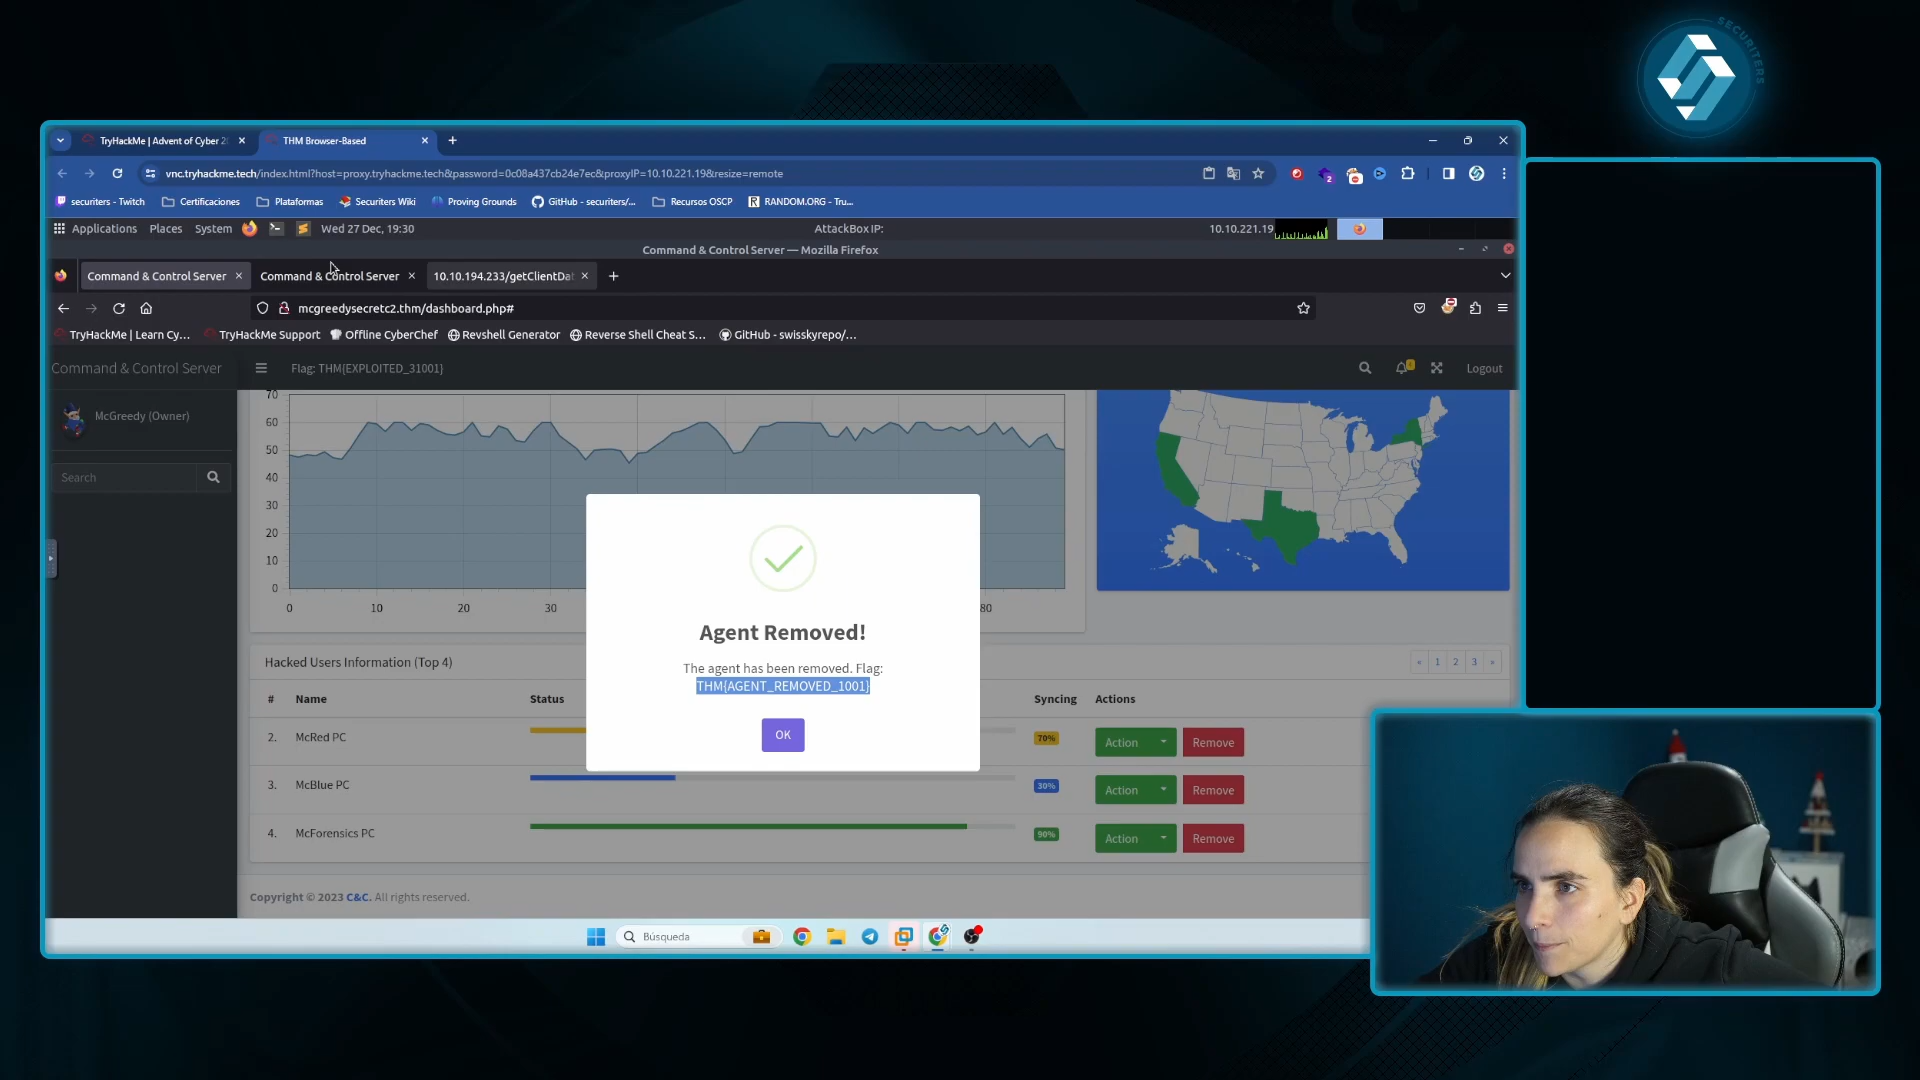 SECURITERS
TryHackMe | Advent of Cyber 2
THM Browser-Based
vnc.tryhackme.tech/index.html?host=proxy.tryhackme.tech&password=0c08a437cb24e7ec&proxyIP=10.10.221.19&resize=remote
2
securiters - Twitch
Certificaciones
Plataformas
Securiters Wiki
Proving Grounds
GitHub - securiters/...
Recursos OSCP
RANDOM.ORG - Tru...
Applications
Places
System
Wed 27 Dec, 19:30
AttackBox IP:
10.10.221.19
Command & Control Server — Mozilla Firefox
Command & Control Server
Command & Control Server
10.10.194.233/getClientDat
mcgreedysecretc2.thm/dashboard.php#
TryHackMe | Learn Cy...
TryHackMe Support
Offline CyberChef
Revshell Generator
Reverse Shell Cheat S...
GitHub - swisskyrepo/...
Command & Control Server
Flag: THM{EXPLOITED_31001}
Logout
McGreedy (Owner)
Search
70
60
50
40
30
20
10
0
0
10
20
30
80
Agent Removed!
The agent has been removed. Flag:
THM{AGENT_REMOVED_1001}
OK
Hacked Users Information (Top 4)
«
1
2
3
»
#
Name
Status
Syncing
Actions
2.
McRed PC
70%
Action
Remove
3.
McBlue PC
30%
Action
Remove
4.
McForensics PC
90%
Action
Remove
Copyright © 2023 C&C. All rights reserved.
Búsqueda